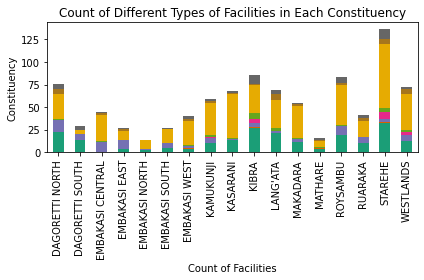 Count of Different Types of Facilities in Each Constituency
Constituency
125
100
75
50
25
0
DAGORETTI NORTH
DAGORETTI SOUTH
EMBAKASI CENTRAL
EMBAKASI EAST
EMBAKASI NORTH
EMBAKASI SOUTH
EMBAKASI WEST
KAMUKUNJI
KASARANI
KIBRA
LANG'ATA
MAKADARA
MATHARE
ROYSAMBU
RUARAKA
STAREHE
WESTLANDS
Count of Facilities